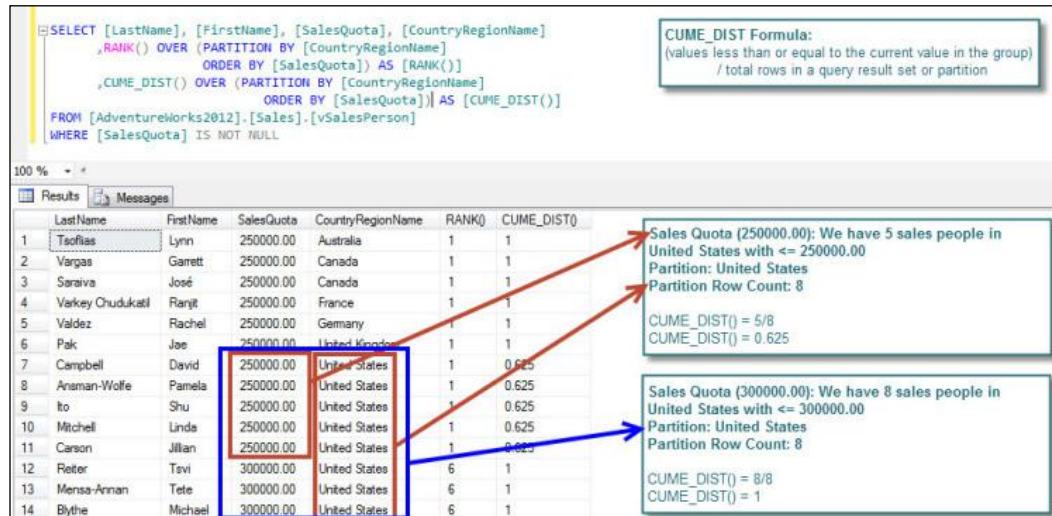 SELECT [LastName], [FirstName], [SalesQuota], [CountryRegionName]
,RANK() OVER (PARTITION BY [CountryRegionName]
ORDER BY [SalesQuota]) AS [RANK()]
,CUME_DIST() OVER (PARTITION BY [CountryRegionName]
ORDER BY [SalesQuota]) AS [CUME_DIST()]
FROM [AdventureWorks2012].[Sales].[vSalesPerson]
WHERE [SalesQuota] IS NOT NULL
CUME_DIST Formula:
(values less than or equal to the current value in the group)
/ total rows in a query result set or partition
100 %
Results Messages
LastName FirstName SalesQuota CountryRegionName RANK() CUME_DIST()
1 Tsoflias Lynn 250000.00 Australia 1 1
2 Vargas Garrett 250000.00 Canada 1 1
3 Saraiva José 250000.00 Canada 1 1
4 Varkey Chudukatil Ranjit 250000.00 France 1 1
5 Valdez Rachel 250000.00 Germany 1 1
6 Pak Jae 250000.00 United Kingdom 1 1
7 Campbell David 250000.00 United States 1 0.625
8 Ansman-Wolfe Pamela 250000.00 United States 1 0.625
9 Ito Shu 250000.00 United States 1 0.625
10 Mitchell Linda 250000.00 United States 1 0.625
11 Carson Jillian 250000.00 United States 1 0.625
12 Reiter Tsvi 300000.00 United States 6 1
13 Mensa-Annan Tete 300000.00 United States 6 1
14 Blythe Michael 300000.00 United States 6 1
Sales Quota (250000.00): We have 5 sales people in
United States with <= 250000.00
Partition: United States
Partition Row Count: 8
CUME_DIST() = 5/8
CUME_DIST() = 0.625
Sales Quota (300000.00): We have 8 sales people in
United States with <= 300000.00
Partition: United States
Partition Row Count: 8
CUME_DIST() = 8/8
CUME_DIST() = 1